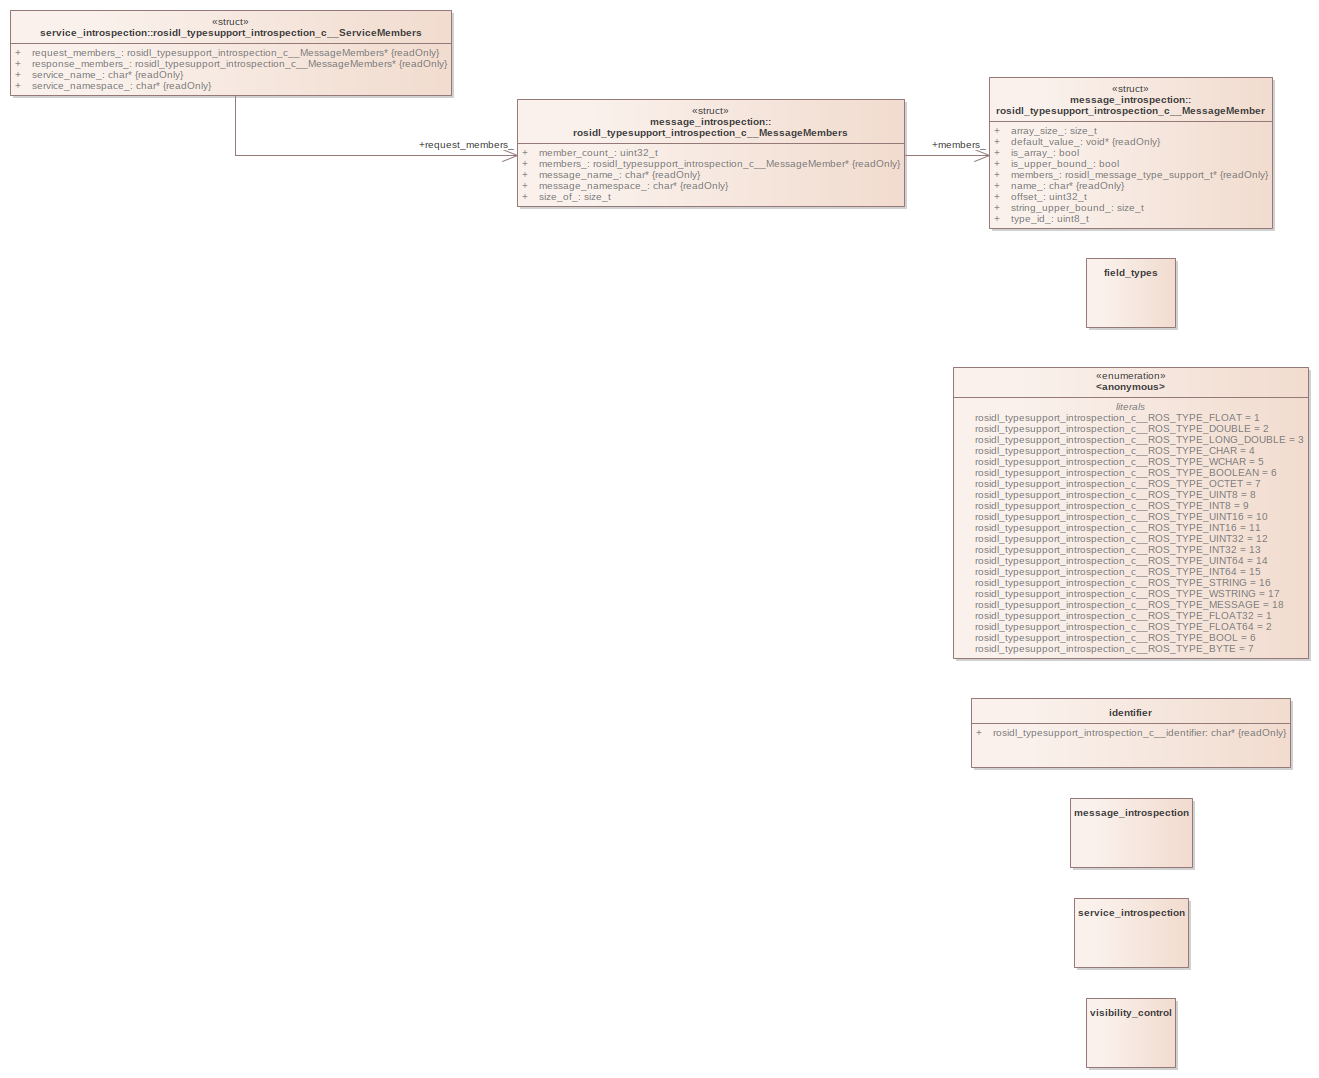 «struct»
service_introspection::rosidl_typesupport_introspection_c__ServiceMembers
+ request_members_: rosidl_typesupport_introspection_c__MessageMembers* {readOnly}
+ response_members_: rosidl_typesupport_introspection_c__MessageMembers* {readOnly}
+ service_name_: char* {readOnly}
+ service_namespace_: char* {readOnly}
+request_members_
«struct»
message_introspection::
rosidl_typesupport_introspection_c__MessageMembers
+ member_count_: uint32_t
+ members_: rosidl_typesupport_introspection_c__MessageMember* {readOnly}
+ message_name_: char* {readOnly}
+ message_namespace_: char* {readOnly}
+ size_of_: size_t
+members_
«struct»
message_introspection::
rosidl_typesupport_introspection_c__MessageMember
+ array_size_: size_t
+ default_value_: void* {readOnly}
+ is_array_: bool
+ is_upper_bound_: bool
+ members_: rosidl_message_type_support_t* {readOnly}
+ name_: char* {readOnly}
+ offset_: uint32_t
+ string_upper_bound_: size_t
+ type_id_: uint8_t
field_types
«enumeration»
<anonymous>
literals
rosidl_typesupport_introspection_c__ROS_TYPE_FLOAT = 1
rosidl_typesupport_introspection_c__ROS_TYPE_DOUBLE = 2
rosidl_typesupport_introspection_c__ROS_TYPE_LONG_DOUBLE = 3
rosidl_typesupport_introspection_c__ROS_TYPE_CHAR = 4
rosidl_typesupport_introspection_c__ROS_TYPE_WCHAR = 5
rosidl_typesupport_introspection_c__ROS_TYPE_BOOLEAN = 6
rosidl_typesupport_introspection_c__ROS_TYPE_OCTET = 7
rosidl_typesupport_introspection_c__ROS_TYPE_UINT8 = 8
rosidl_typesupport_introspection_c__ROS_TYPE_INT8 = 9
rosidl_typesupport_introspection_c__ROS_TYPE_UINT16 = 10
rosidl_typesupport_introspection_c__ROS_TYPE_INT16 = 11
rosidl_typesupport_introspection_c__ROS_TYPE_UINT32 = 12
rosidl_typesupport_introspection_c__ROS_TYPE_INT32 = 13
rosidl_typesupport_introspection_c__ROS_TYPE_UINT64 = 14
rosidl_typesupport_introspection_c__ROS_TYPE_INT64 = 15
rosidl_typesupport_introspection_c__ROS_TYPE_STRING = 16
rosidl_typesupport_introspection_c__ROS_TYPE_WSTRING = 17
rosidl_typesupport_introspection_c__ROS_TYPE_MESSAGE = 18
rosidl_typesupport_introspection_c__ROS_TYPE_FLOAT32 = 1
rosidl_typesupport_introspection_c__ROS_TYPE_FLOAT64 = 2
rosidl_typesupport_introspection_c__ROS_TYPE_BOOL = 6
rosidl_typesupport_introspection_c__ROS_TYPE_BYTE = 7
identifier
+ rosidl_typesupport_introspection_c__identifier: char* {readOnly}
message_introspection
service_introspection
visibility_control